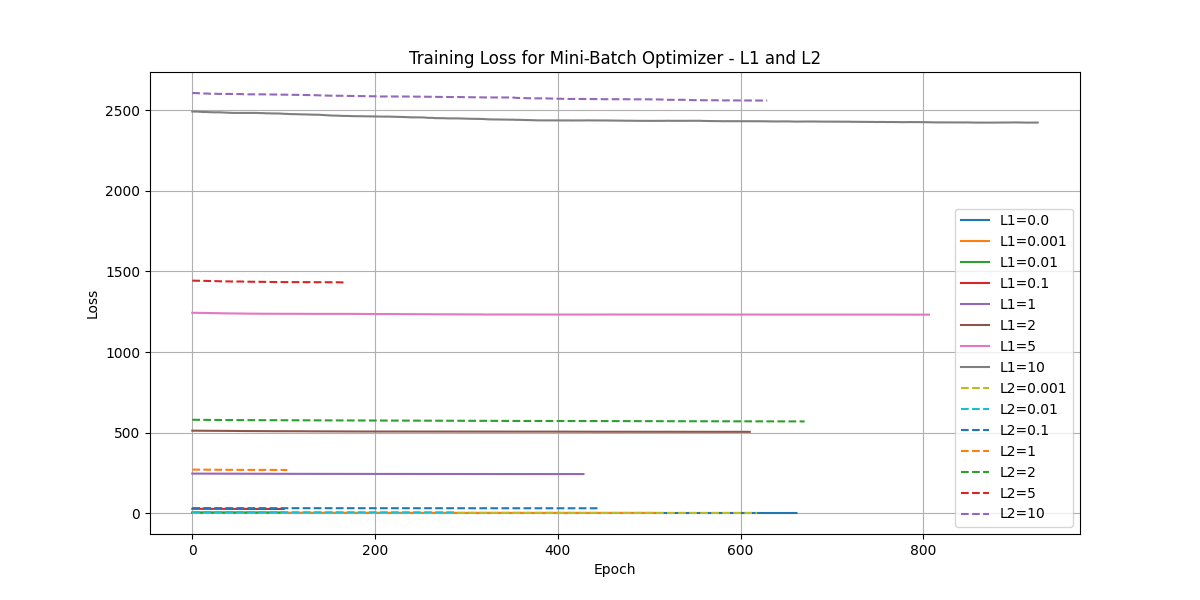 Training Loss for Mini-Batch Optimizer - L1 and L2
Loss
2500
2000
1500
1000
500
0
0 200 400 600 800
Epoch
L1=0.0
L1=0.001
L1=0.01
L1=0.1
L1=1
L1=2
L1=5
L1=10
L2=0.001
L2=0.01
L2=0.1
L2=1
L2=2
L2=5
L2=10